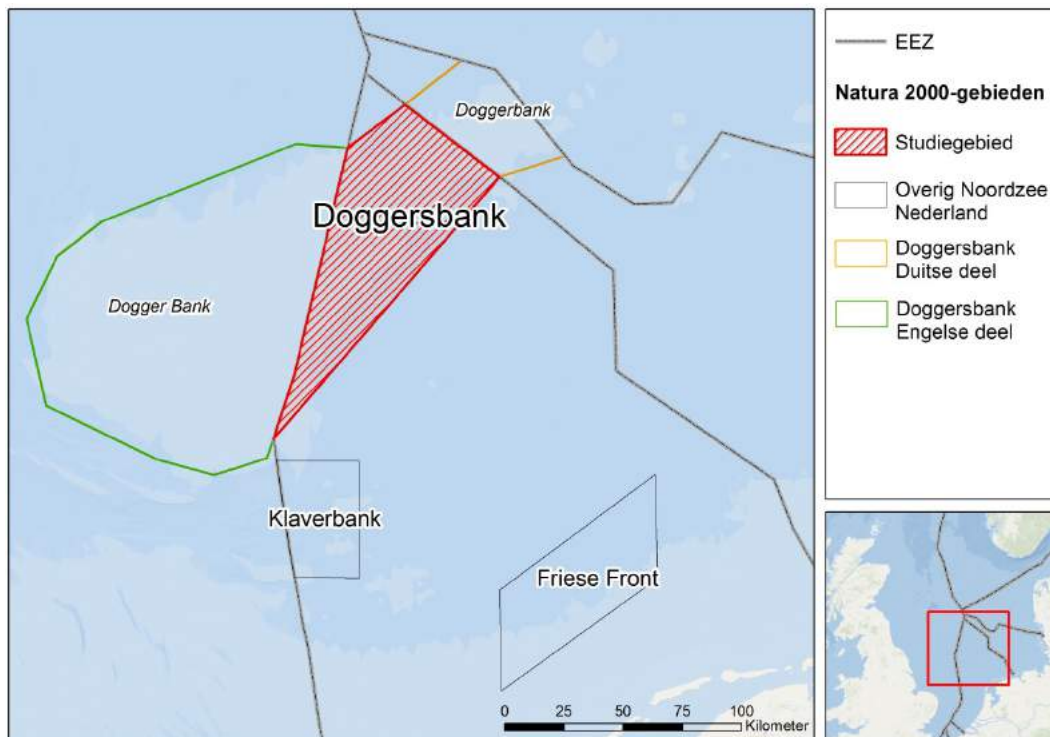 Doggerbank
Doggersbank
Dogger Bank
Klaverbank
Friese Front
0 25 50 75 100
Kilometer
EEZ
Natura 2000-gebieden
Studiegebied
Overig Noordzee
Nederland
Doggersbank
Duitse deel
Doggersbank
Engelse deel